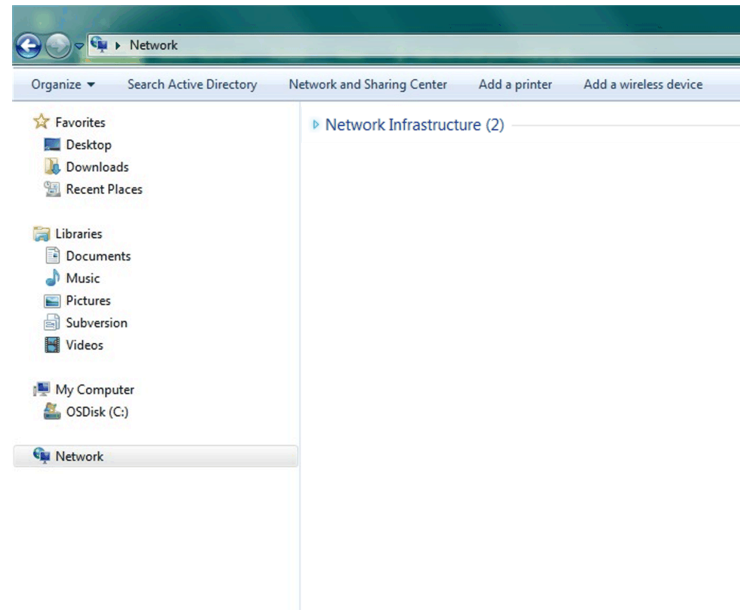 Network
Organize Search Active Directory Network and Sharing Center Add a printer Add a wireless device
Favorites
Desktop
Downloads
Recent Places
Libraries
Documents
Music
Pictures
Subversion
Videos
My Computer
OSDisk (C:)
Network
Network Infrastructure (2)